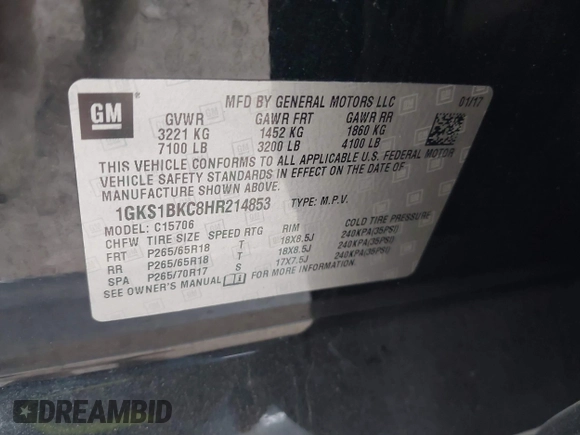 GM
MFD BY GENERAL MOTORS LLC 01/17
GVWR GAWR FRT GAWR RR
3221 KG 1452 KG 1860 KG
7100 LB 3200 LB 4100 LB
THIS VEHICLE CONFORMS TO ALL APPLICABLE U.S. FEDERAL MOTOR
VEHICLE SAFETY STANDARDS IN EFFECT ON THE DATE OF
MANUFACTURE SHOWN ABOVE.
1GKS1BKC8HR214853 TYPE: M.P.V.
MODEL: C15706
CHFW TIRE SIZE SPEED RTG RIM COLD TIRE PRESSURE
FRT P265/65R18 T 18X8.5J 240KPA(35PSI)
RR P265/65R18 T 18X8.5J 240KPA(35PSI)
SPA P265/70R17 S 17X7.5J 240KPA(35PSI)
SEE OWNER'S MANUAL FOR MORE INFORMATION.
DREAMBID